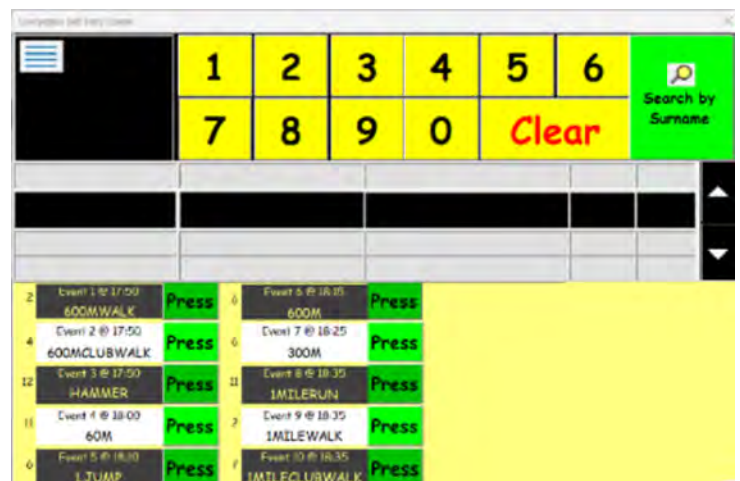 1 2 3 4 5 6
Search by
Surname
7 8 9 0 Clear
2 Event 1 @ 17:50
600MWALK Press
6 Event 6 @ 18:15
600M Press
4 Event 2 @ 17:50
600MCLUBWALK Press
6 Event 7 @ 18:25
300M Press
12 Event 3 @ 17:50
HAMMER Press
11 Event 8 @ 18:35
1MILERUN Press
11 Event 4 @ 18:00
60M Press
Event 9 @ 18:35
1MILEWALK Press
6 Event 5 @
LJUMP Press
7 Event 10 @ 18:35
1MILECLUBWALK Press